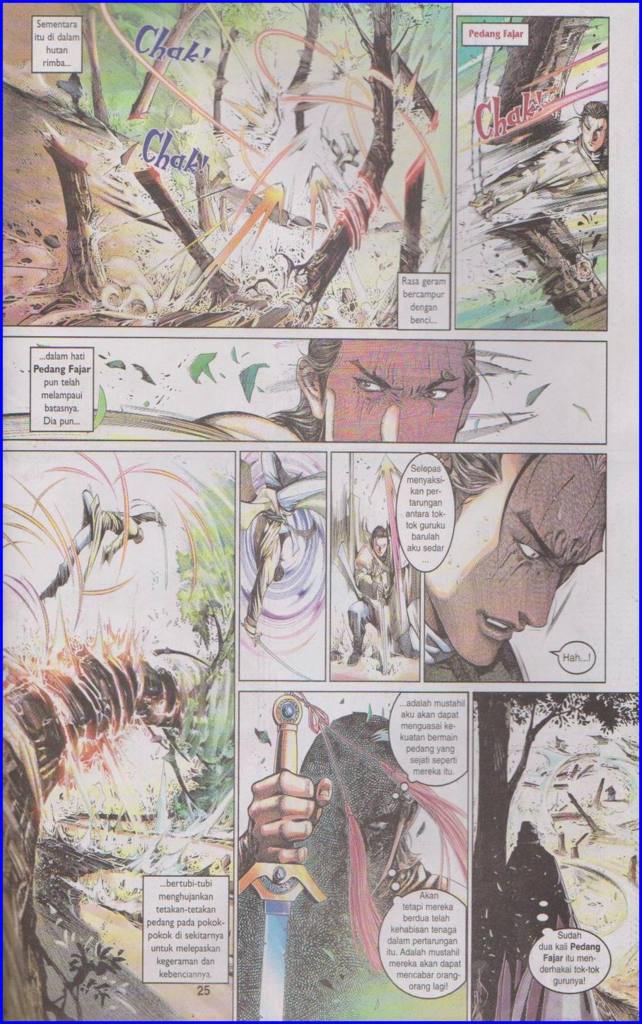 Sementara
itu di dalam
hutan
rimba...
Chak!
Chak!
Rasa geram
bercampur
dengan
benci...
Pedang Fajar
Chak!
...dalam hati
Pedang Fajar
pun telah
melampaui
batasnya.
Dia pun...
...bertubi-tubi
menghujankan
tetakan-tetakan
pedang pada pokok-
pokok di sekitarnya
untuk melepaskan
kegeraman dan
kebenciannya.
Selepas
menyaksi-
kan per-
tarungan
antara tok-
tok guruku
barulah
aku sedar
...
Hah...!
...adalah mustahil
aku akan dapat
menguasai ke-
kuatan bermain
pedang yang
sejati seperti
mereka itu.
Akan
tetapi mereka
berdua telah
kehabisan tenaga
dalam pertarungan
itu. Adalah mustahil
mereka akan dapat
mencabar orang-
orang lagi!
Sudah
dua kali Pedang
Fajar itu men-
derhakai tok-tok
gurunya!
25